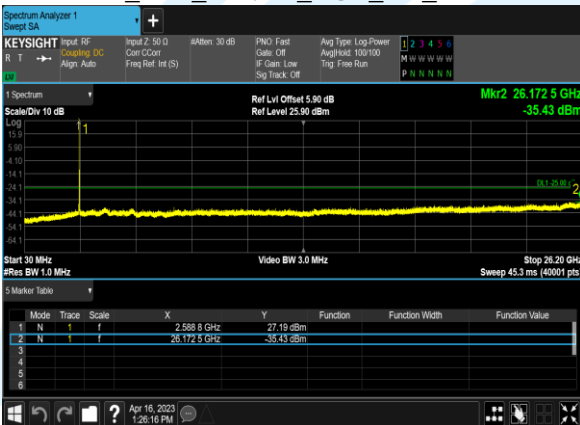 Spectrum Analyzer 1
Swept SA
+
KEYSIGHT Input: RF Input Z: 50 Ω #Atten: 30 dB PNO: Fast Avg Type: Log-Power 1 2 3 4 5 6
R T Coupling: DC Corr CCorr Gate: Off Avg|Hold: 100/100 M W W W W W
Align: Auto Freq Ref: Int (S) IF Gain: Low Trig: Free Run
Sig Track: Off P N N N N N
LV
1 Spectrum Ref Lvl Offset 5.90 dB Mkr2 26.172 5 GHz
Scale/Div 10 dB Ref Level 25.90 dBm -35.43 dBm
Log
15.9
5.90
-4.10
-14.1
-24.1
-34.1
-44.1
-54.1
-64.1
1
DL1 -25.00
2
Start 30 MHz Video BW 3.0 MHz Stop 26.20 GHz
#Res BW 1.0 MHz Sweep 45.3 ms (40001 pts
5 Marker Table
Mode Trace Scale X Y Function Function Width Function Value
1 N 1 f 2.588 8 GHz 27.19 dBm
2 N 1 f 26.172 5 GHz -35.43 dBm
3
4
5
6
? Apr 16, 2023
1:26:16 PM